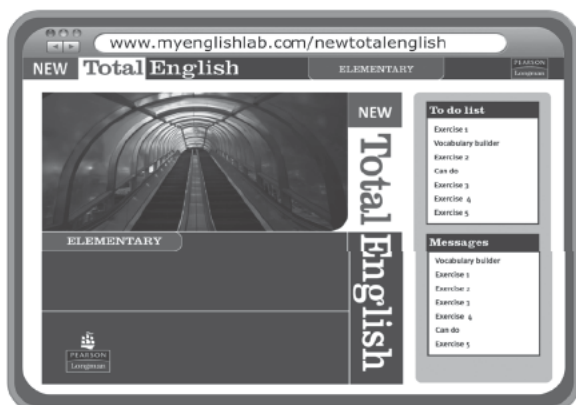 www.myenglishlab.com/newtotalenglish
NEW Total English ELEMENTARY PEARSON Longman
NEW
Total English
ELEMENTARY
PEARSON
Longman
To do list
Exercise 1
Vocabulary builder
Exercise 2
Can do
Exercise 3
Exercise 4
Exercise 5
Messages
Vocabulary builder
Exercise 1
Exercise 2
Exercise 3
Exercise 4
Can do
Exercise 5